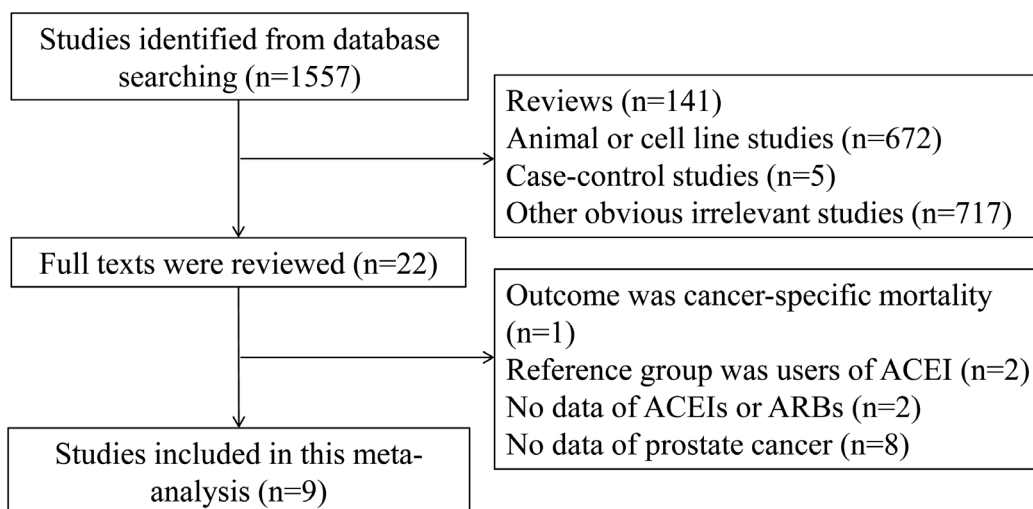 Studies identified from database
searching (n=1557)
Reviews (n=141)
Animal or cell line studies (n=672)
Case-control studies (n=5)
Other obvious irrelevant studies (n=717)
Full texts were reviewed (n=22)
Outcome was cancer-specific mortality
(n=1)
Reference group was users of ACEI (n=2)
No data of ACEIs or ARBs (n=2)
No data of prostate cancer (n=8)
Studies included in this meta-
analysis (n=9)